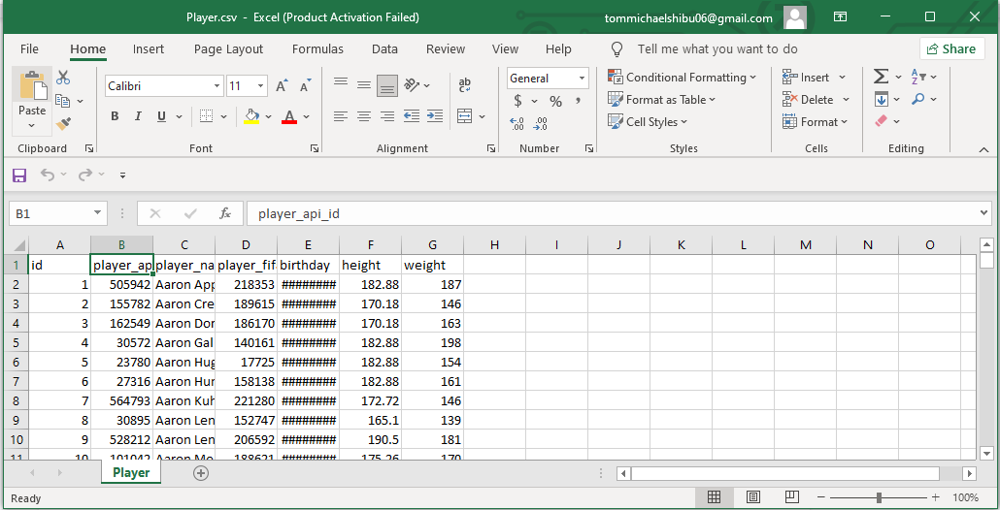 Player.csv - Excel (Product Activation Failed) tommichaelshibu06@gmail.com
File Home Insert Page Layout Formulas Data Review View Help Tell me what you want to do Share
Paste Calibri 11 A A ab General Conditional Formatting Insert Σ A Z
B I U A $ % , Format as Table Delete
.00 .00 Cell Styles Format
Clipboard Font Alignment Number Styles Cells Editing
B1 fx player_api_id
A B C D E F G H I J K L M N O
1 id player_ap player_na player_fif birthday height weight
2 1 505942 Aaron App 218353 ######## 182.88 187
3 2 155782 Aaron Cre 189615 ######## 170.18 146
4 3 162549 Aaron Dor 186170 ######## 170.18 163
5 4 30572 Aaron Gal 140161 ######## 182.88 198
6 5 23780 Aaron Hug 17725 ######## 182.88 154
7 6 27316 Aaron Hur 158138 ######## 182.88 161
8 7 564793 Aaron Kuh 221280 ######## 172.72 146
9 8 30895 Aaron Len 152747 ######## 165.1 139
10 9 528212 Aaron Len 206592 ######## 190.5 181
11 10 101042 Aaron Mo 188621 ######## 175.26 170
Player
Ready 100%